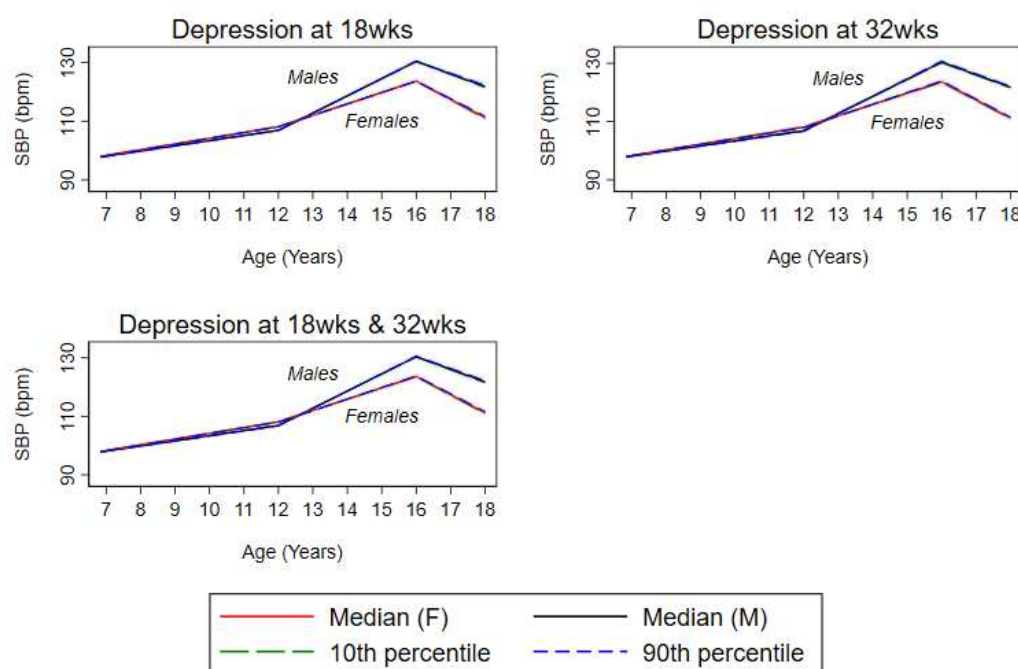 Depression at 18wks
SBP (bpm)
130
110
90
Males
Females
7 8 9 10 11 12 13 14 15 16 17 18
Age (Years)
Depression at 32wks
SBP (bpm)
130
110
90
Males
Females
7 8 9 10 11 12 13 14 15 16 17 18
Age (Years)
Depression at 18wks & 32wks
SBP (bpm)
130
110
90
Males
Females
7 8 9 10 11 12 13 14 15 16 17 18
Age (Years)
Median (F) Median (M)
10th percentile 90th percentile